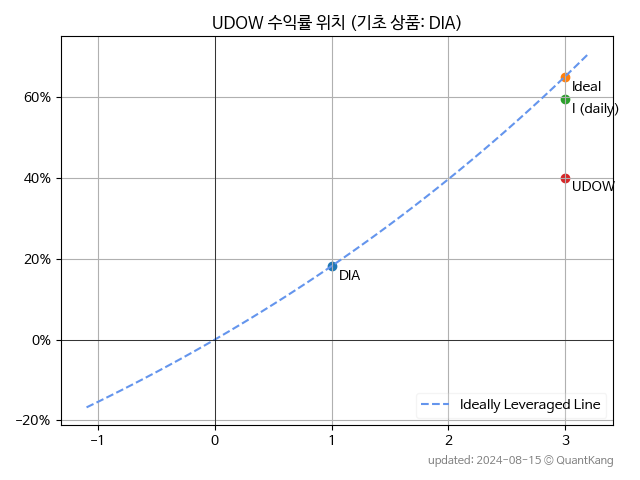 UDOW 수익률 위치 (기초 상품: DIA)
60%
40%
20%
0%
−20%
Ideal
I (daily)
UDOW
DIA
Ideally Leveraged Line
−1
0
1
2
3
updated: 2024-08-15 © QuantKang